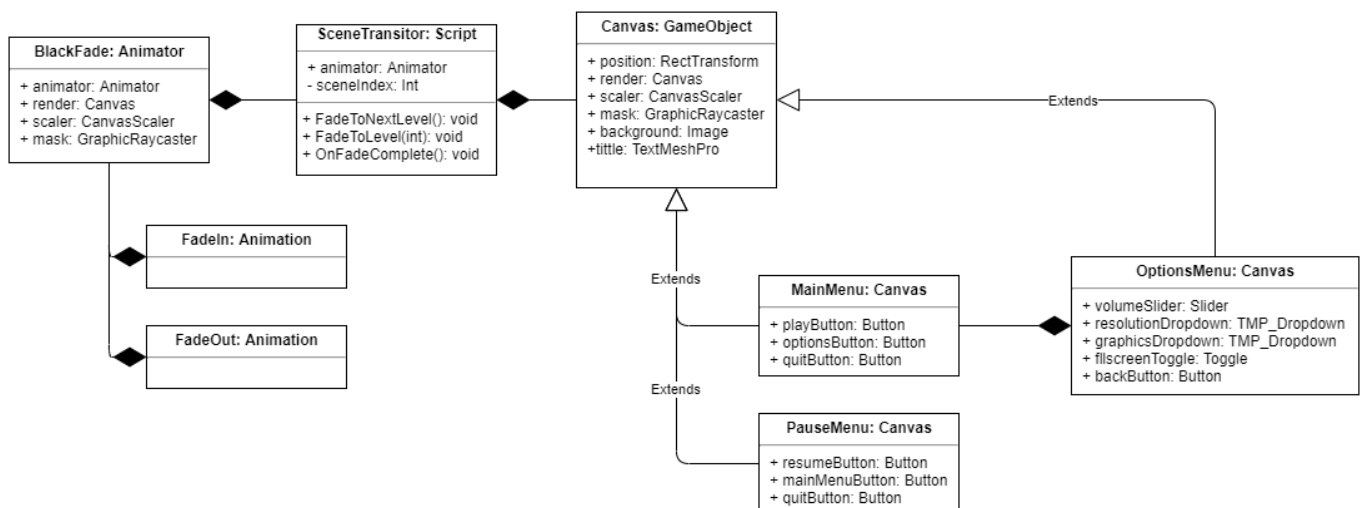 BlackFade: Animator
+ animator: Animator
+ render: Canvas
+ scaler: CanvasScaler
+ mask: GraphicRaycaster
SceneTransitor: Script
+ animator: Animator
- sceneIndex: Int
+ FadeToNextLevel(): void
+ FadeToLevel(int): void
+ OnFadeComplete(): void
Canvas: GameObject
+ position: RectTransform
+ render: Canvas
+ scaler: CanvasScaler
+ mask: GraphicRaycaster
+ background: Image
+tittle: TextMeshPro
Extends
FadeIn: Animation
FadeOut: Animation
Extends
Extends
MainMenu: Canvas
+ playButton: Button
+ optionsButton: Button
+ quitButton: Button
OptionsMenu: Canvas
+ volumeSlider: Slider
+ resolutionDropdown: TMP_Dropdown
+ graphicsDropdown: TMP_Dropdown
+ fllscreenToggle: Toggle
+ backButton: Button
PauseMenu: Canvas
+ resumeButton: Button
+ mainMenuButton: Button
+ quitButton: Button